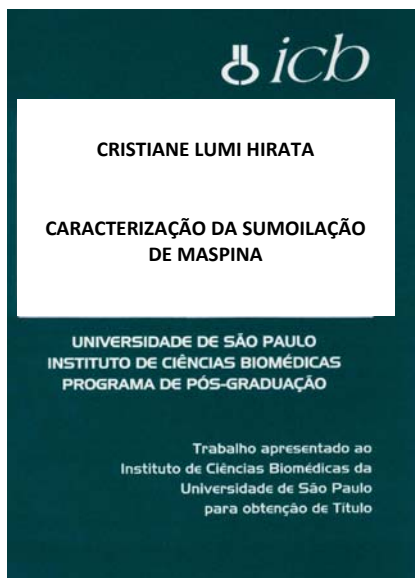 icb
CRISTIANE LUMI HIRATA
CARACTERIZAÇÃO DA SUMOILAÇÃO
DE MASPINA
UNIVERSIDADE DE SÃO PAULO
INSTITUTO DE CIÊNCIAS BIOMÉDICAS
PROGRAMA DE PÓS-GRADUAÇÃO
Trabalho apresentado ao
Instituto de Ciências Biomédicas da
Universidade de São Paulo
para obtenção de Título